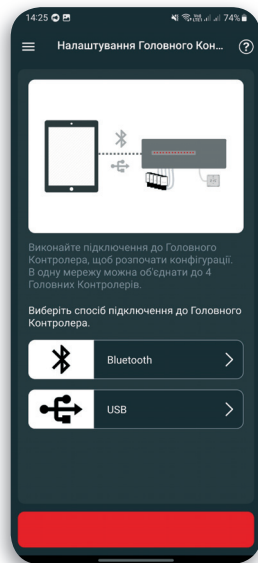 14:25 74%
Налаштування Головного Кон...
Виконайте підключення до Головного
Контролера, щоб розпочати конфігурації.
В одну мережу можна об'єднати до 4
Головних Контролерів.
Виберіть спосіб підключення до Головного
Контролера.
Bluetooth
USB